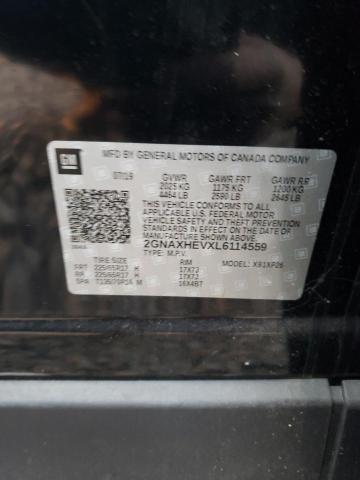 GM
MFD BY GENERAL MOTORS OF CANADA COMPANY
07/19 GVWR GAWR FRT GAWR RR
2025 KG 1175 KG 1200 KG
4464 LB 2590 LB 2645 LB
THIS VEHICLE CONFORMS TO ALL
APPLICABLE U.S. FEDERAL MOTOR
VEHICLE SAFETY, BUMPER, AND
THEFT PREVENTION STANDARDS IN
EFFECT ON THE DATE OF
MANUFACTURE SHOWN ABOVE.
2GNAXHEVXL6114559
TYPE: M.P.V. MODEL: X91XP26
TIRE SIZE RIM
FRT 225/65R17 H 17X7J
RR 225/65R17 H 17X7J
SPR T135/70R16 M 16X4BT